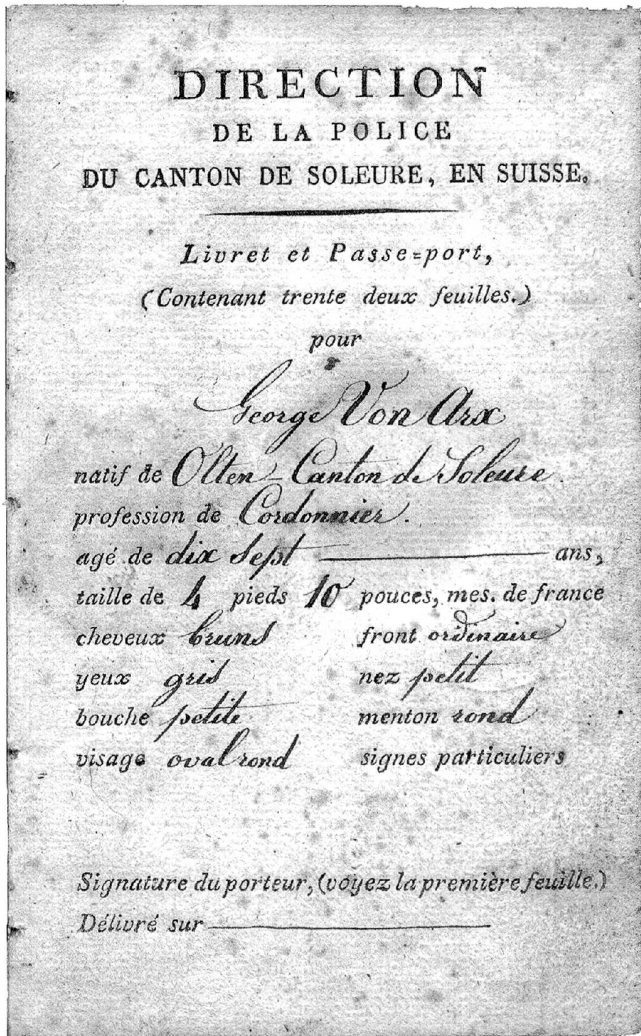 DIRECTION
DE LA POLICE
DU CANTON DE SOLEURE, EN SUISSE.
Livret et Passe=port,
(Contenant trente deux feuilles.)
pour
George Von Arx
natif de Olten - Canton de Soleure.
profession de Cordonnier.
agé de dix sept ans,
taille de 4 pieds 10 pouces, mes. de france
cheveux bruns front ordinaire
yeux gris nez petit
bouche petite menton rond
visage oval rond signes particuliers
Signature du porteur, (voyez la première feuille.)
Délivré sur